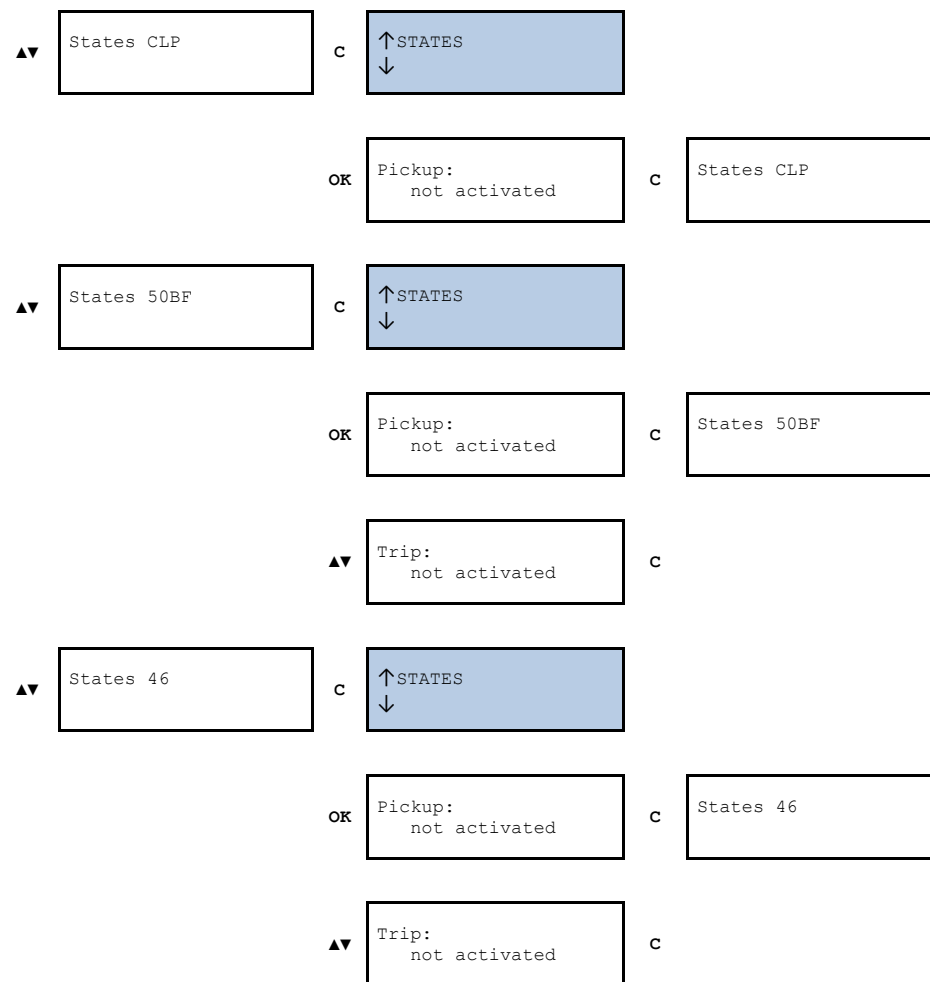 ▲▼ States CLP C ↑STATES
↓
OK Pickup: C States CLP
not activated
▲▼ States 50BF C ↑STATES
↓
OK Pickup: C States 50BF
not activated
▲▼ Trip: C
not activated
▲▼ States 46 C ↑STATES
↓
OK Pickup: C States 46
not activated
▲▼ Trip: C
not activated